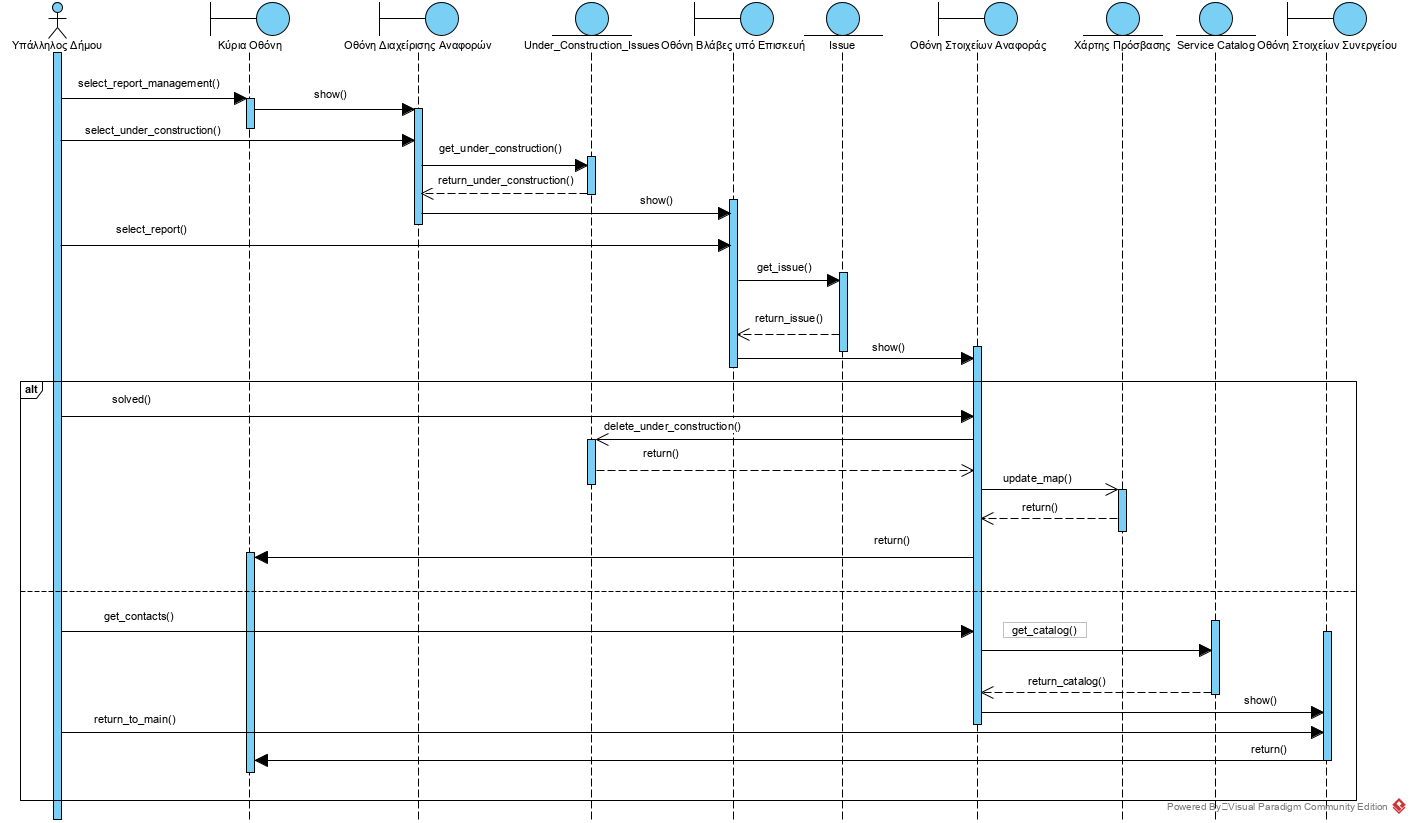 Υπάλληλος Δήμου
Κύρια Οθόνη
Οθόνη Διαχείρισης Αναφορών
Under_Construction_Issues
Οθόνη Βλάβες υπό Επισκευή
Issue
Οθόνη Στοιχείων Αναφοράς
Χάρτης Πρόσβασης
Service Catalog
Οθόνη Στοιχείων Συνεργείου
select_report_management()
show()
select_under_construction()
get_under_construction()
return_under_construction()
show()
select_report()
get_issue()
return_issue()
show()
alt
solved()
delete_under_construction()
return()
update_map()
return()
return()
get_contacts()
get_catalog()
return_catalog()
show()
return_to_main()
return()
Powered By Visual Paradigm Community Edition